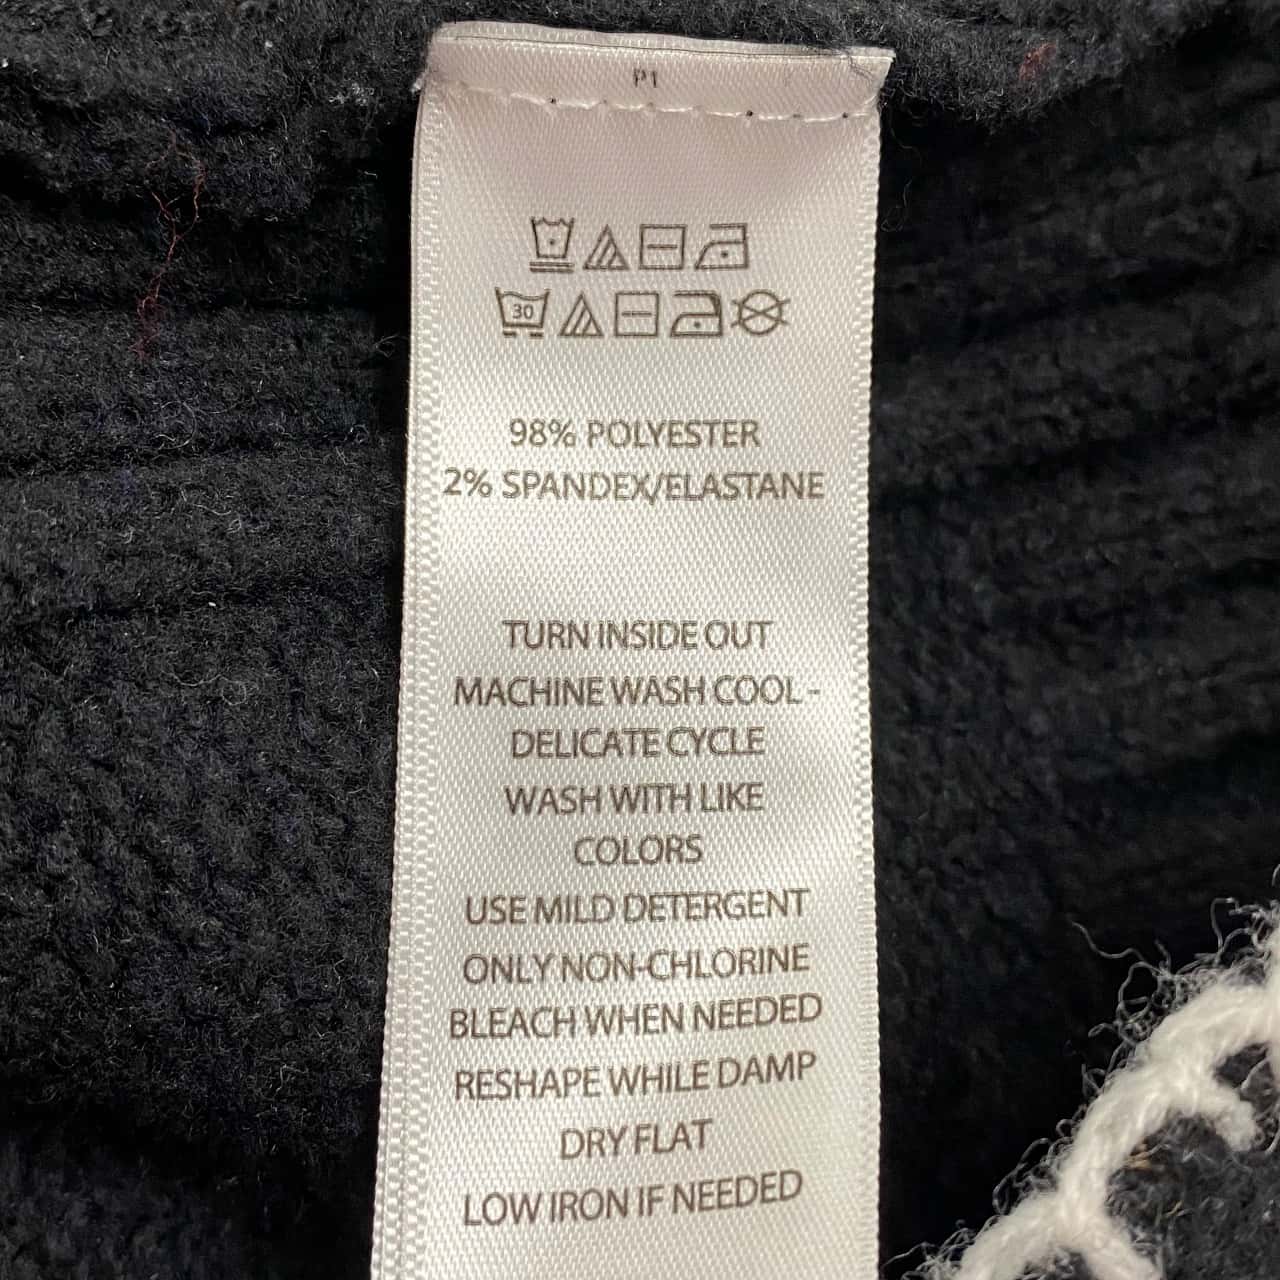 P1
30
98% POLYESTER
2% SPANDEX/ELASTANE
TURN INSIDE OUT
MACHINE WASH COOL -
DELICATE CYCLE
WASH WITH LIKE
COLORS
USE MILD DETERGENT
ONLY NON-CHLORINE
BLEACH WHEN NEEDED
RESHAPE WHILE DAMP
DRY FLAT
LOW IRON IF NEEDED